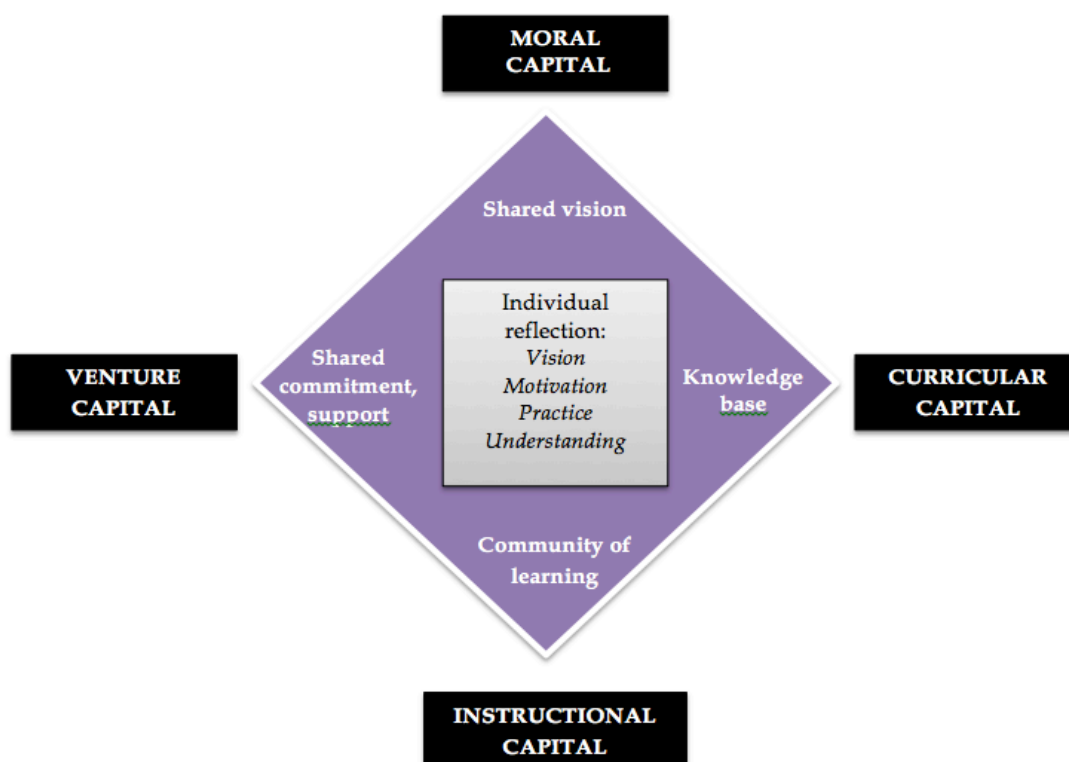 MORAL
CAPITAL
Shared vision
Individual
reflection:
Vision
Motivation
Practice
Understanding
Shared
commitment,
support
Knowledge
base
VENTURE
CAPITAL
CURRICULAR
CAPITAL
Community of
learning
INSTRUCTIONAL
CAPITAL